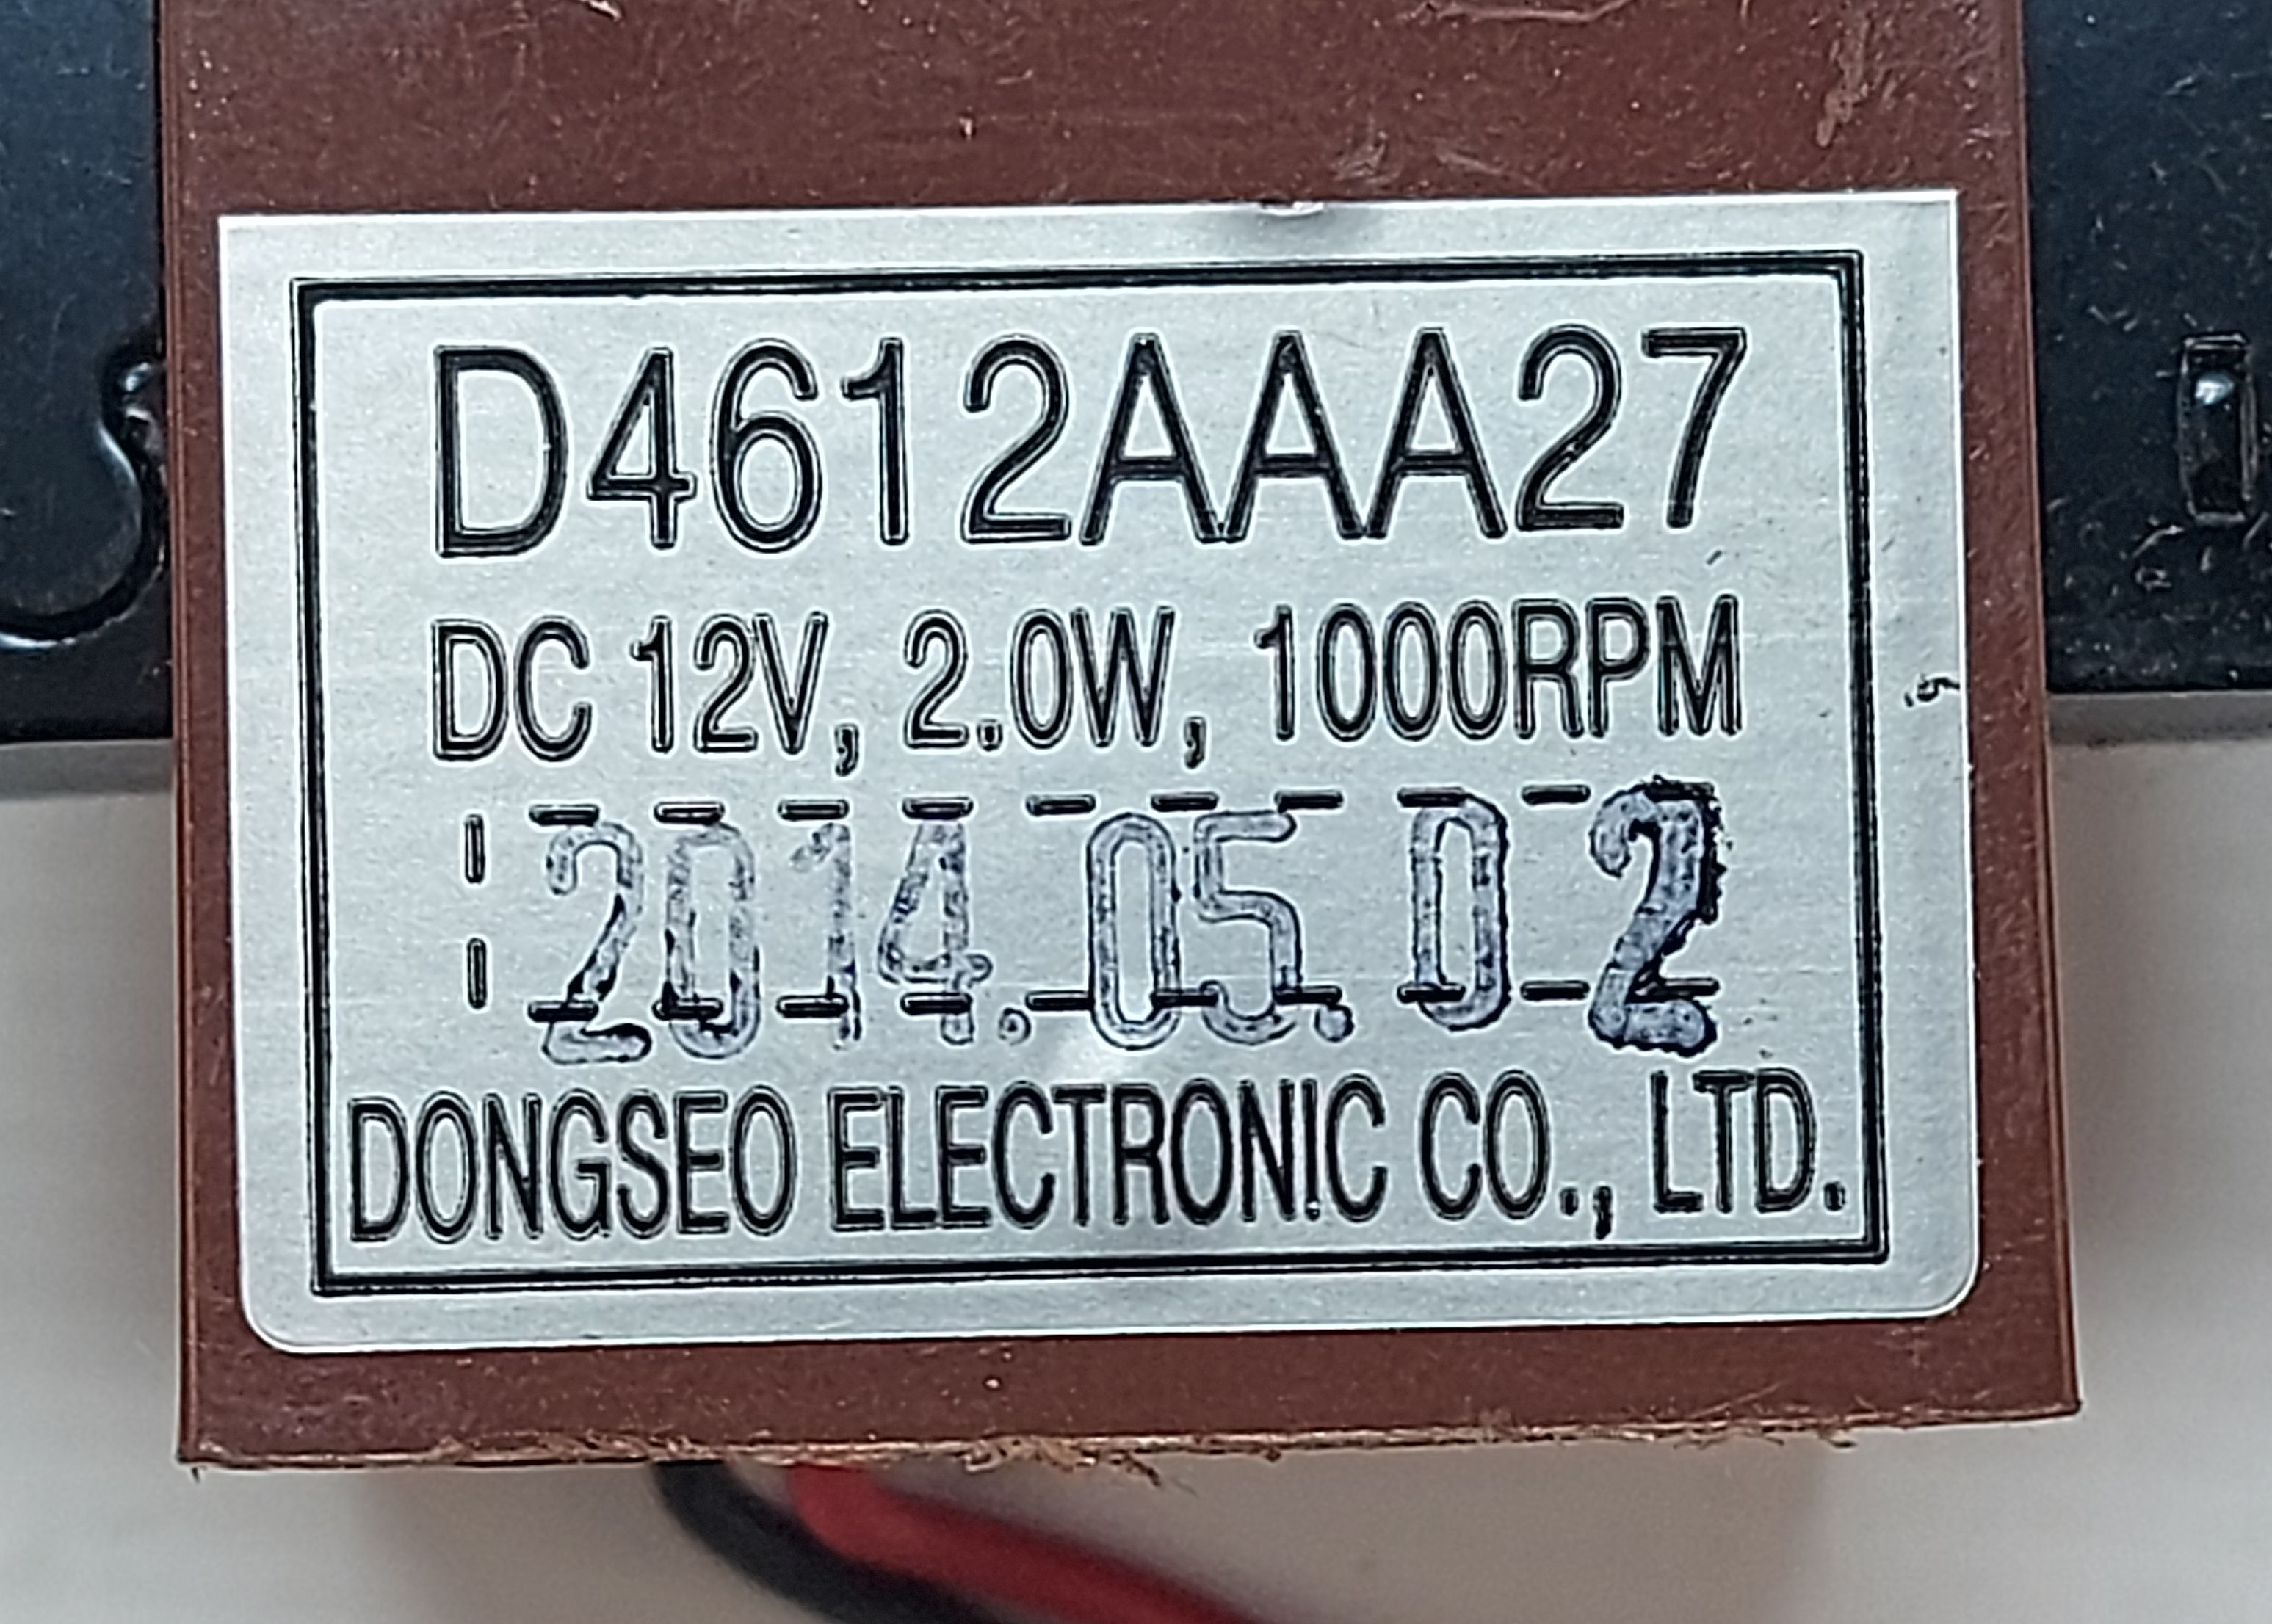 D4612AAA27
DC 12V, 2.0W, 1000RPM
2014.05.02
DONGSEO ELECTRONIC CO., LTD.